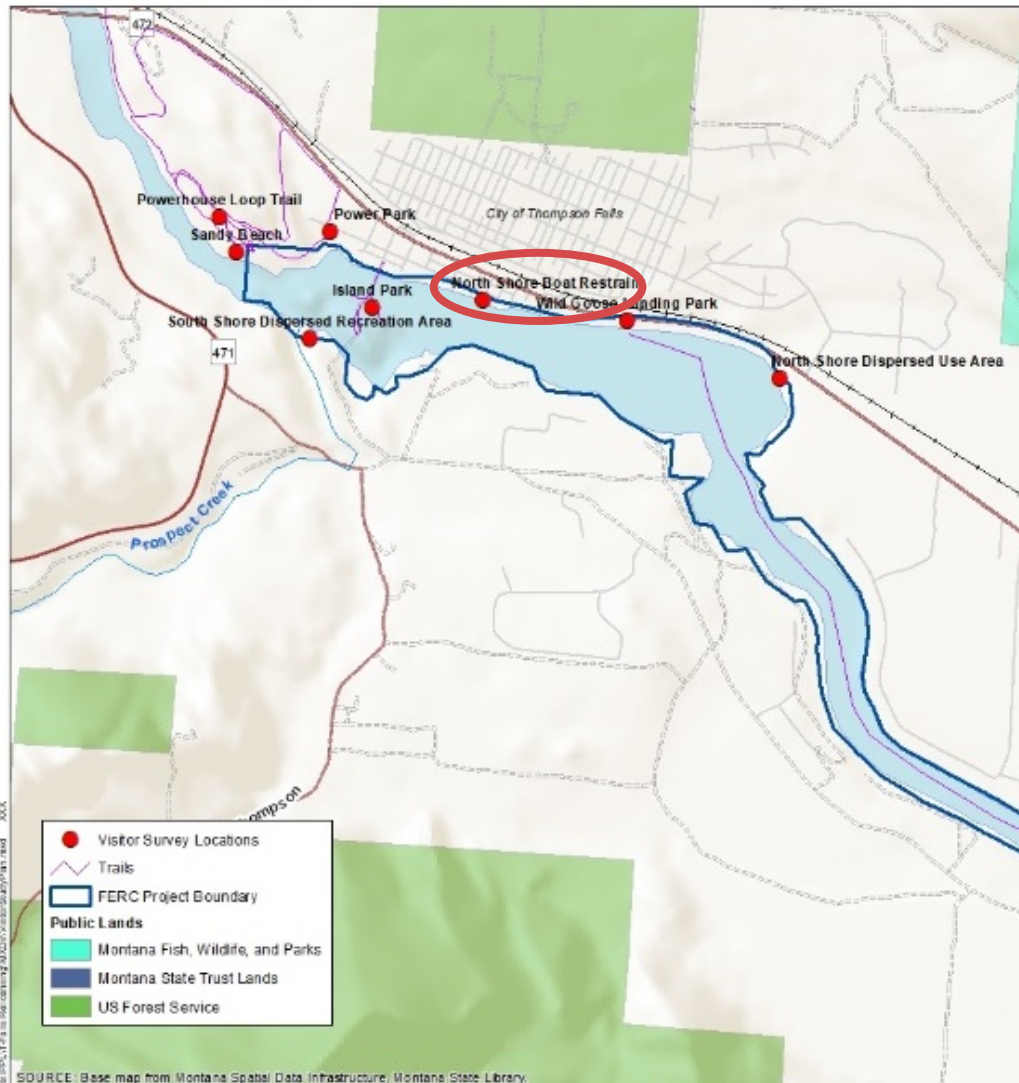 472
Powerhouse Loop Trail
Power Park
City of Thompson Falls
Sandy Beach
North Shore Boat Restrain
Island Park
Wild Goose Landing Park
South Shore Dispersed Recreation Area
471
North Shore Dispersed Use Area
Prospect Creek
Visitor Survey Locations
Trails
FERC Project Boundary
Public Lands
Montana Fish, Wildlife, and Parks
Montana State Trust Lands
US Forest Service
SOURCE: Base map from Montana Spatial Data Infrastructure, Montana State Library.